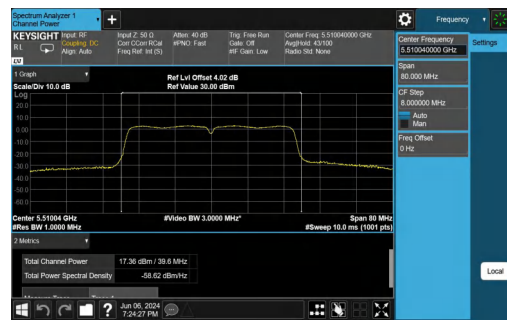 Spectrum Analyzer 1
Channel Power
Frequency
KEYSIGHT Input: RF
RL
Coupling: DC
Align: Auto
Input Z: 50 Ω
Corr CCorr RCal
Freq Ref: Int (S)
Atten: 40 dB
#PNO: Fast
Trig: Free Run
Gate: Off
#IF Gain: Low
Center Freq: 5.510040000 GHz
Avg|Hold: 43/100
Radio Std: None
Center Frequency
5.510040000 GHz
Settings
Span
80.000 MHz
CF Step
8.000000 MHz
Auto
Man
Freq Offset
0 Hz
Local
1 Graph
Scale/Div 10.0 dB
Ref Lvl Offset 4.02 dB
Ref Value 30.00 dBm
Log
20.0
10.0
0.00
-10.0
-20.0
-30.0
-40.0
-50.0
-60.0
Center 5.51004 GHz
#Res BW 1.0000 MHz
#Video BW 3.0000 MHz*
Span 80 MHz
#Sweep 10.0 ms (1001 pts)
2 Metrics
Total Channel Power 17.36 dBm / 39.6 MHz
Total Power Spectral Density -58.62 dBm/Hz
Jun 06, 2024
7:24:27 PM